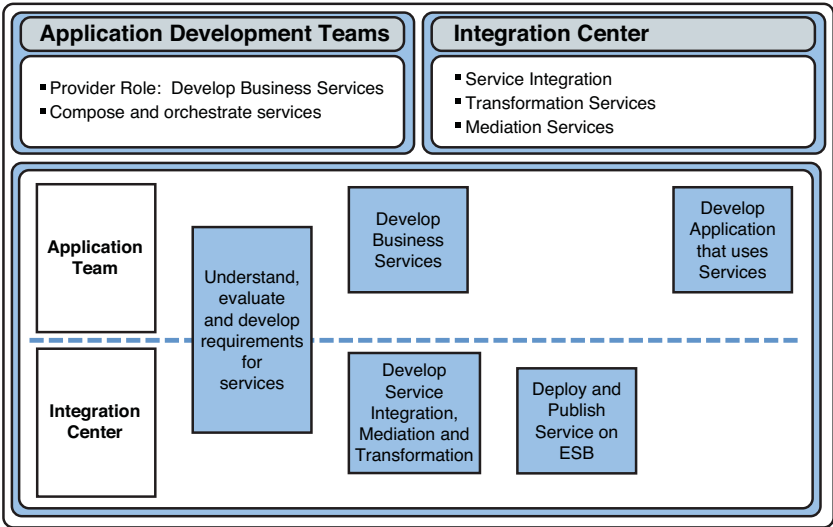 Application Development Teams
▪ Provider Role: Develop Business Services
▪ Compose and orchestrate services
Integration Center
▪ Service Integration
▪ Transformation Services
▪ Mediation Services
Application
Team
Understand,
evaluate
and develop
requirements
for
services
Develop
Business
Services
Develop
Application
that uses
Services
Integration
Center
Develop
Service
Integration,
Mediation and
Transformation
Deploy and
Publish
Service on
ESB